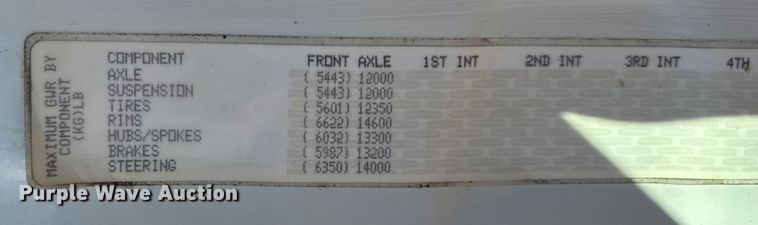 MAXIMUM GWR BY
COMPONENT
(KG)LB
COMPONENT FRONT AXLE 1ST INT 2ND INT 3RD INT 4TH
AXLE ( 5443) 12000
SUSPENSION ( 5443) 12000
TIRES ( 5601) 12350
RIMS ( 6622) 14600
HUBS/SPOKES ( 6032) 13300
BRAKES ( 5987) 13200
STEERING ( 6350) 14000
Purple Wave Auction